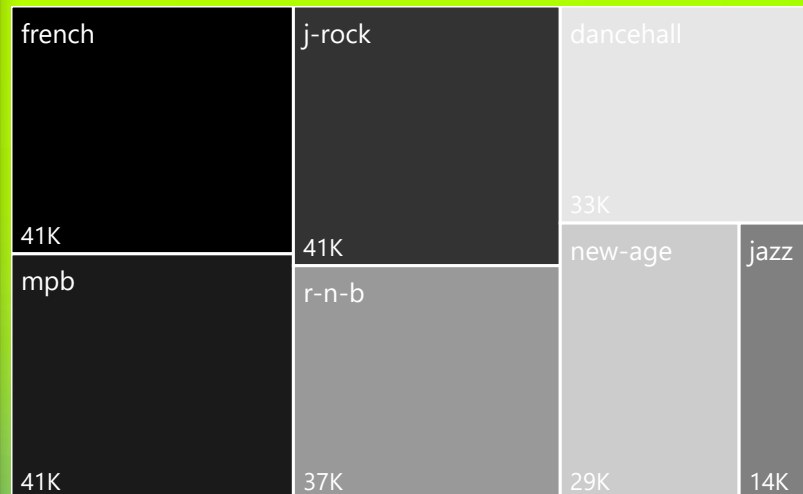 french
41K
mpb
41K
j-rock
41K
r-n-b
37K
dancehall
33K
new-age
29K
jazz
14K